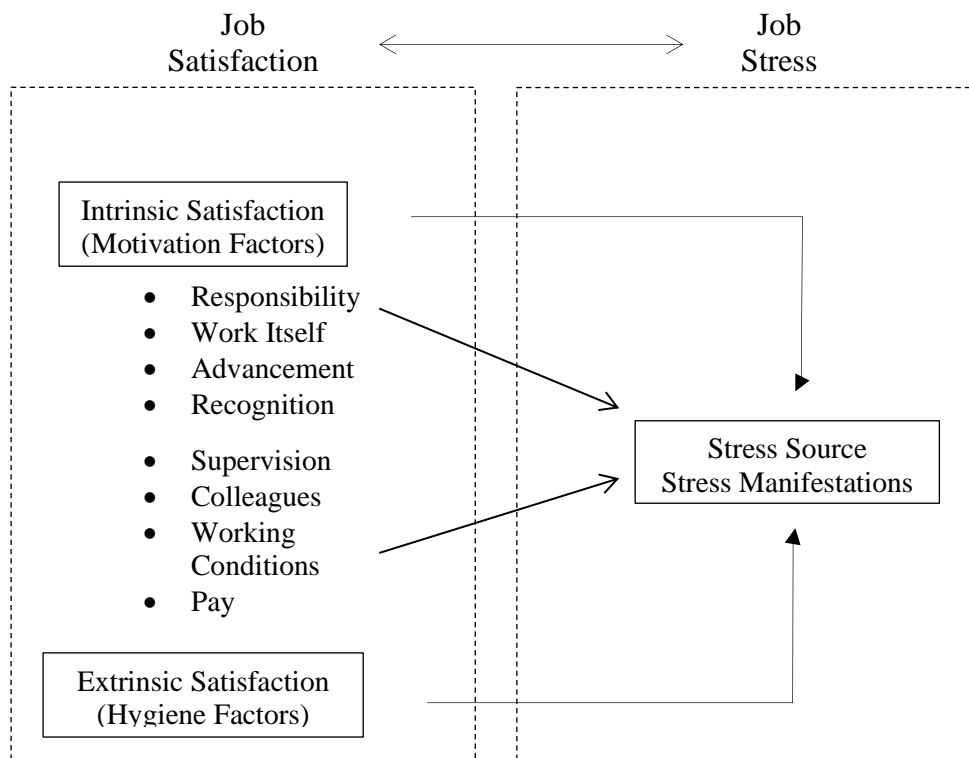 Job
Satisfaction
Job
Stress
Intrinsic Satisfaction
(Motivation Factors)
• Responsibility
• Work Itself
• Advancement
• Recognition
• Supervision
• Colleagues
• Working
Conditions
• Pay
Extrinsic Satisfaction
(Hygiene Factors)
Stress Source
Stress Manifestations